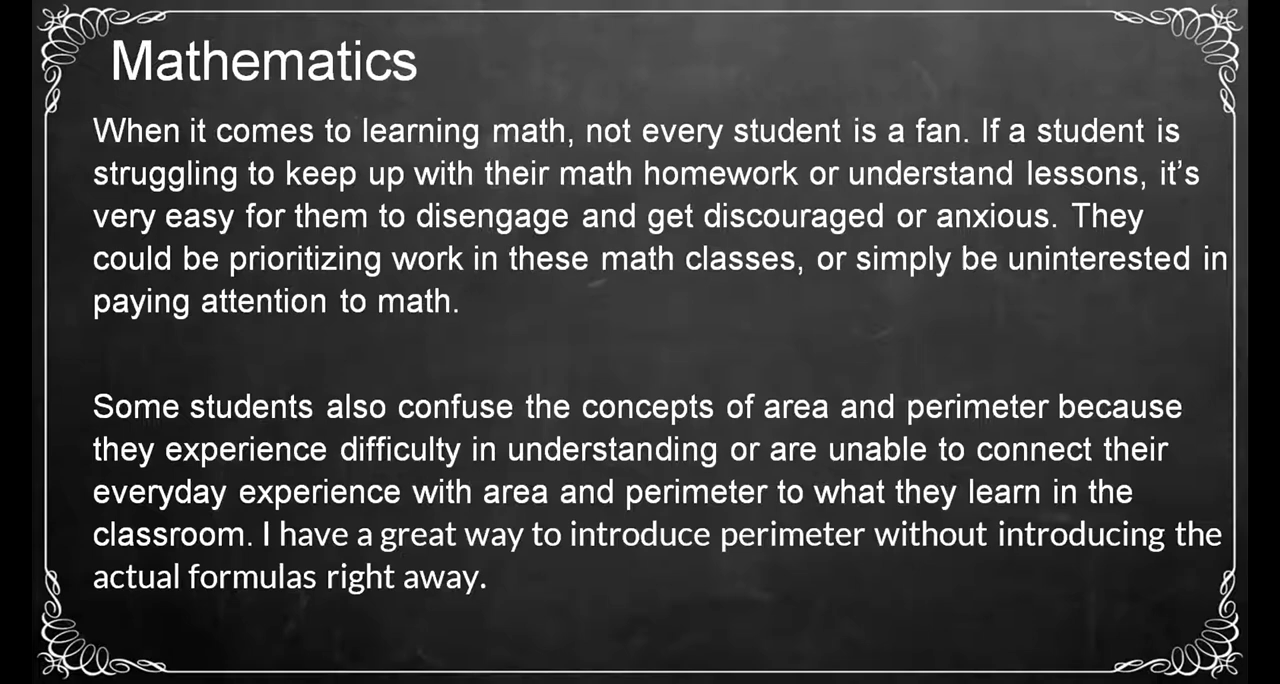 Mathematics
When it comes to learning math, not every student is a fan. If a student is
struggling to keep up with their math homework or understand lessons, it’s
very easy for them to disengage and get discouraged or anxious. They
could be prioritizing work in these math classes, or simply be uninterested in
paying attention to math.
Some students also confuse the concepts of area and perimeter because
they experience difficulty in understanding or are unable to connect their
everyday experience with area and perimeter to what they learn in the
classroom. I have a great way to introduce perimeter without introducing the
actual formulas right away.